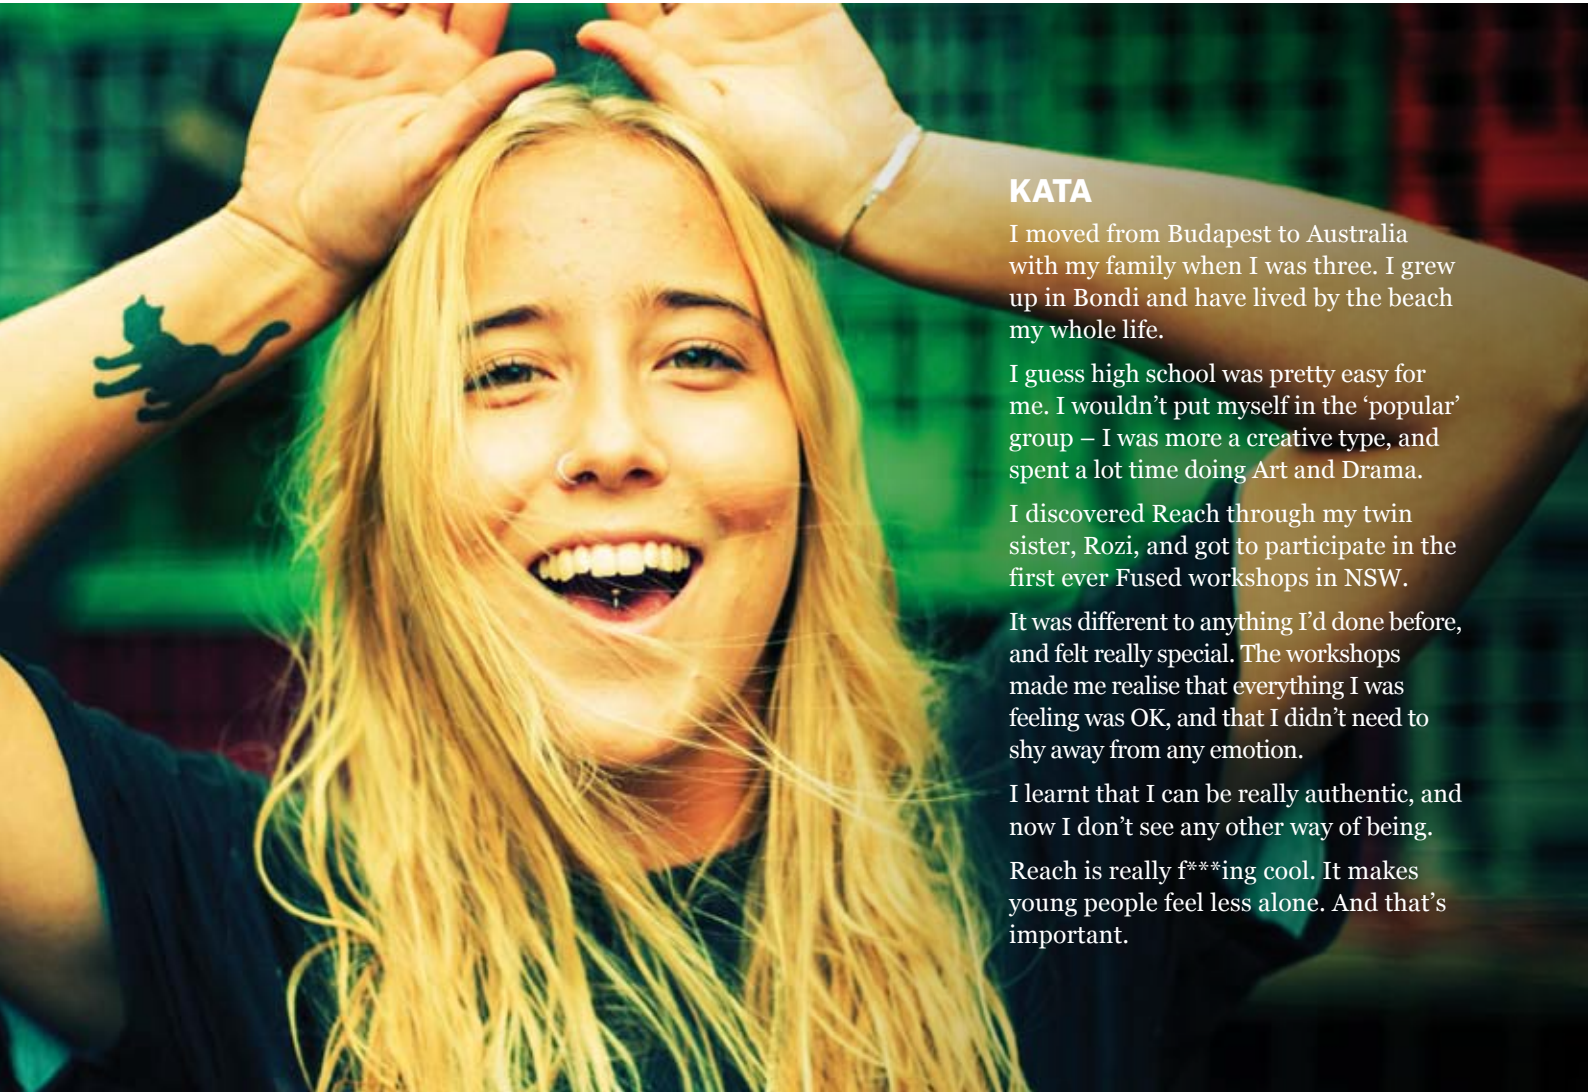 KATA
I moved from Budapest to Australia
with my family when I was three. I grew
up in Bondi and have lived by the beach
my whole life.
I guess high school was pretty easy for
me. I wouldn’t put myself in the ‘popular’
group – I was more a creative type, and
spent a lot time doing Art and Drama.
I discovered Reach through my twin
sister, Rozi, and got to participate in the
first ever Fused workshops in NSW.
It was different to anything I’d done before,
and felt really special. The workshops
made me realise that everything I was
feeling was OK, and that I didn’t need to
shy away from any emotion.
I learnt that I can be really authentic, and
now I don’t see any other way of being.
Reach is really f***ing cool. It makes
young people feel less alone. And that’s
important.